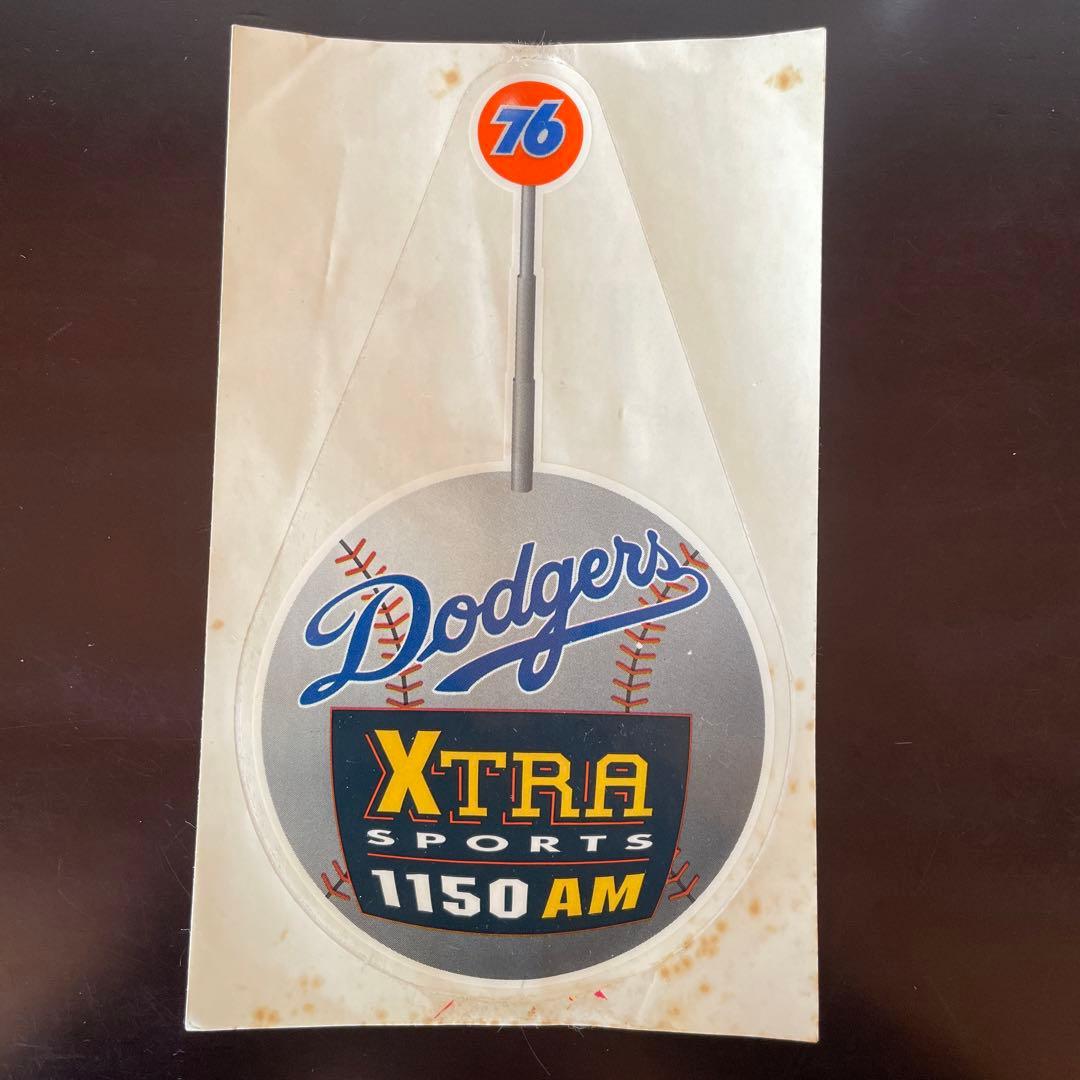 76
Dodgers
XTRA
SPORTS
1150 AM